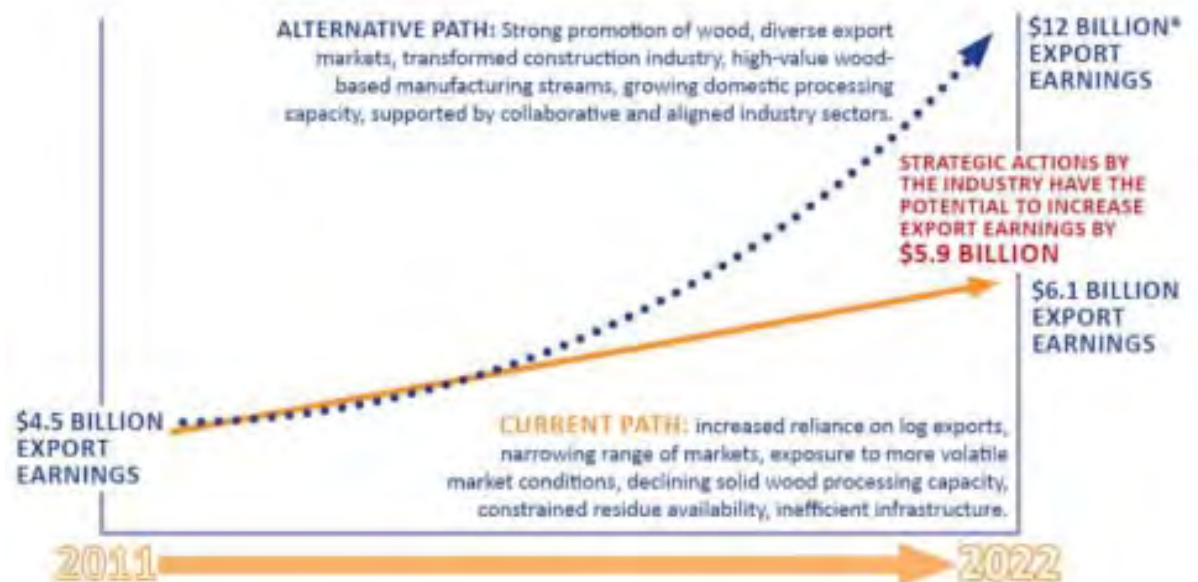 ALTERNATIVE PATH: Strong promotion of wood, diverse export
markets, transformed construction industry, high-value wood-
based manufacturing streams, growing domestic processing
capacity, supported by collaborative and aligned industry sectors.
$12 BILLION*
EXPORT
EARNINGS
STRATEGIC ACTIONS BY
THE INDUSTRY HAVE THE
POTENTIAL TO INCREASE
EXPORT EARNINGS BY
$5.9 BILLION
$6.1 BILLION
EXPORT
EARNINGS
$4.5 BILLION
EXPORT
EARNINGS
CURRENT PATH: increased reliance on log exports,
narrowing range of markets, exposure to more volatile
market conditions, declining solid wood processing capacity,
constrained residue availability, inefficient infrastructure.
2011
2022